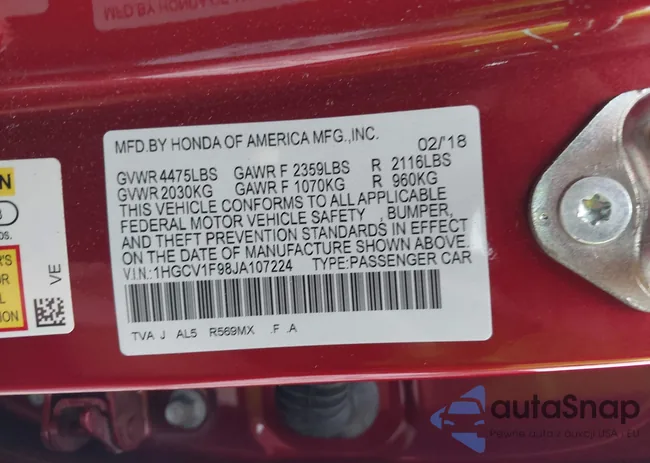 MFD.BY HONDA OF AMERICA MFG.,INC. 02/'18
GVWR 4475LBS GAWR F 2359LBS R 2116LBS
GVWR 2030KG GAWR F 1070KG R 960KG
THIS VEHICLE CONFORMS TO ALL APPLICABLE
FEDERAL MOTOR VEHICLE SAFETY , BUMPER,
AND THEFT PREVENTION STANDARDS IN EFFECT
ON THE DATE OF MANUFACTURE SHOWN ABOVE.
V.I.N.:1HGCV1F98JA107224 TYPE:PASSENGER CAR
TVA J AL5 R569MX .F .A
VE
autoSnap